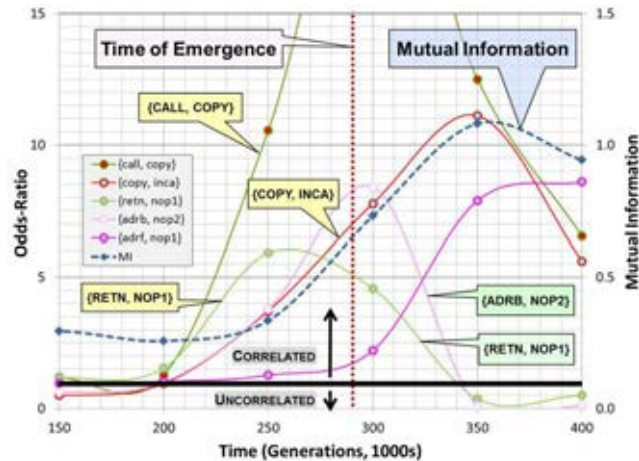 Time of Emergence
Mutual Information
{CALL, COPY}
{call, copy}
{copy, inca}
{retn, nop1}
{adrb, nop2}
{adrf, nop1}
MI
{COPY, INCA}
{RETN, NOP1}
{ADRB, NOP2}
{RETN, NOP1}
CORRELATED
UNCORRELATED
Odds-Ratio
0
5
10
15
Mutual Information
0.0
0.5
1.0
1.5
150
200
250
300
350
400
Time (Generations, 1000s)